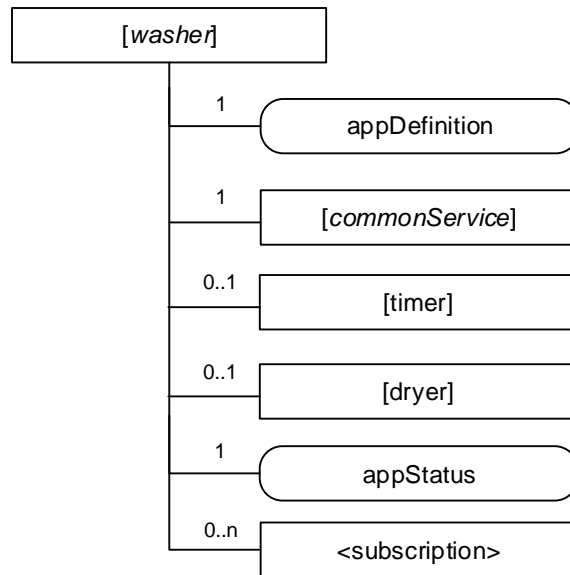 [washer]
1
appDefinition
1
[commonService]
0..1
[timer]
0..1
[dryer]
1
appStatus
0..n
<subscription>